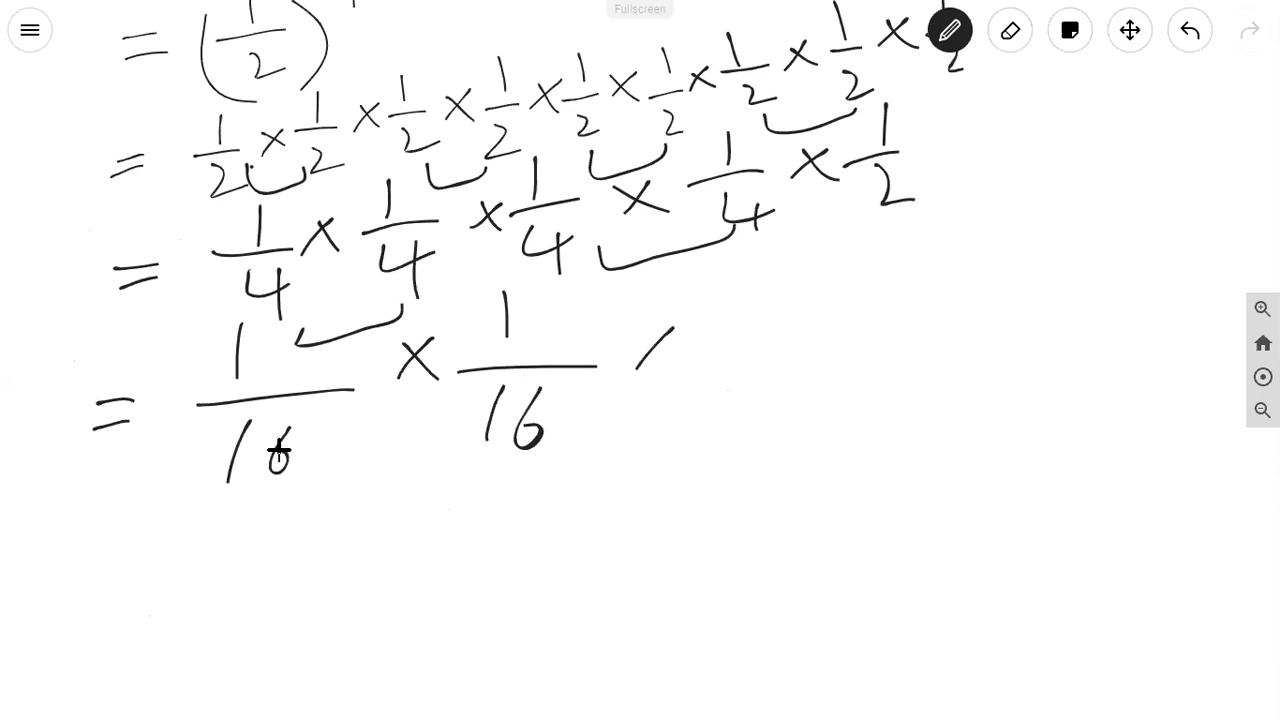 Fullscreen
= (1/2)
= 1/2 × 1/2 × 1/2 × 1/2 × 1/2 × 1/2 × 1/2 × 1/2 × 1/2
= 1/4 × 1/4 × 1/4 × 1/4 × 1/2
= 1/16 × 1/16